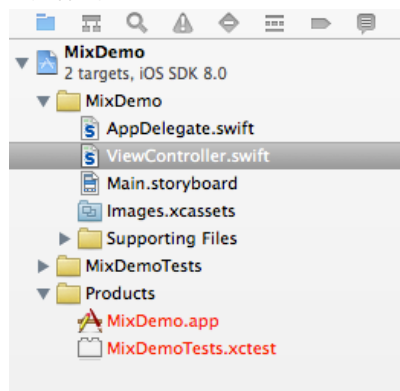 MixDemo
2 targets, iOS SDK 8.0
MixDemo
AppDelegate.swift
ViewController.swift
Main.storyboard
Images.xcassets
Supporting Files
MixDemoTests
Products
MixDemo.app
MixDemoTests.xctest